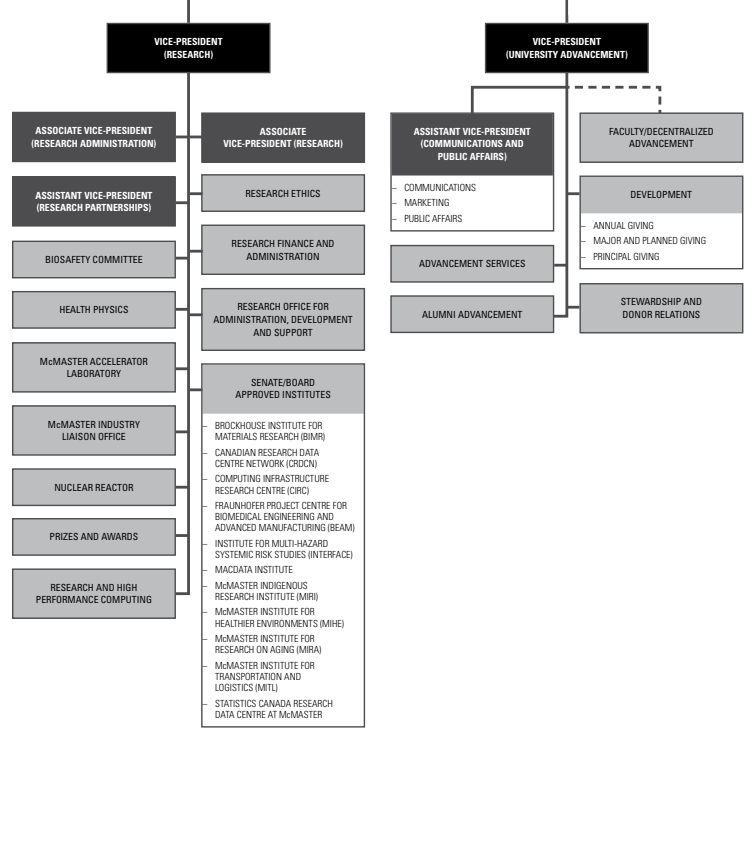 VICE-PRESIDENT
(RESEARCH)
ASSOCIATE VICE-PRESIDENT
(RESEARCH ADMINISTRATION)
ASSISTANT VICE-PRESIDENT
(RESEARCH PARTNERSHIPS)
BIOSAFETY COMMITTEE
HEALTH PHYSICS
McMASTER ACCELERATOR
LABORATORY
McMASTER INDUSTRY
LIAISON OFFICE
NUCLEAR REACTOR
PRIZES AND AWARDS
RESEARCH AND HIGH
PERFORMANCE COMPUTING
ASSOCIATE
VICE-PRESIDENT (RESEARCH)
RESEARCH ETHICS
RESEARCH FINANCE AND
ADMINISTRATION
RESEARCH OFFICE FOR
ADMINISTRATION, DEVELOPMENT
AND SUPPORT
SENATE/BOARD
APPROVED INSTITUTES
– BROCKHOUSE INSTITUTE FOR
MATERIALS RESEARCH (BIMR)
– CANADIAN RESEARCH DATA
CENTRE NETWORK (CRDCN)
– COMPUTING INFRASTRUCTURE
RESEARCH CENTRE (CIRC)
– FRAUNHOFER PROJECT CENTRE FOR
BIOMEDICAL ENGINEERING AND
ADVANCED MANUFACTURING (BEAM)
– INSTITUTE FOR MULTI-HAZARD
SYSTEMIC RISK STUDIES (INTERFACE)
– MACDATA INSTITUTE
– McMASTER INDIGENOUS
RESEARCH INSTITUTE (MIRI)
– McMASTER INSTITUTE FOR
HEALTHIER ENVIRONMENTS (MIHE)
– McMASTER INSTITUTE FOR
RESEARCH ON AGING (MIRA)
– McMASTER INSTITUTE FOR
TRANSPORTATION AND
LOGISTICS (MITL)
– STATISTICS CANADA RESEARCH
DATA CENTRE AT McMASTER
VICE-PRESIDENT
(UNIVERSITY ADVANCEMENT)
ASSISTANT VICE-PRESIDENT
(COMMUNICATIONS AND
PUBLIC AFFAIRS)
– COMMUNICATIONS
– MARKETING
– PUBLIC AFFAIRS
ADVANCEMENT SERVICES
ALUMNI ADVANCEMENT
FACULTY/DECENTRALIZED
ADVANCEMENT
DEVELOPMENT
– ANNUAL GIVING
– MAJOR AND PLANNED GIVING
– PRINCIPAL GIVING
STEWARDSHIP AND
DONOR RELATIONS